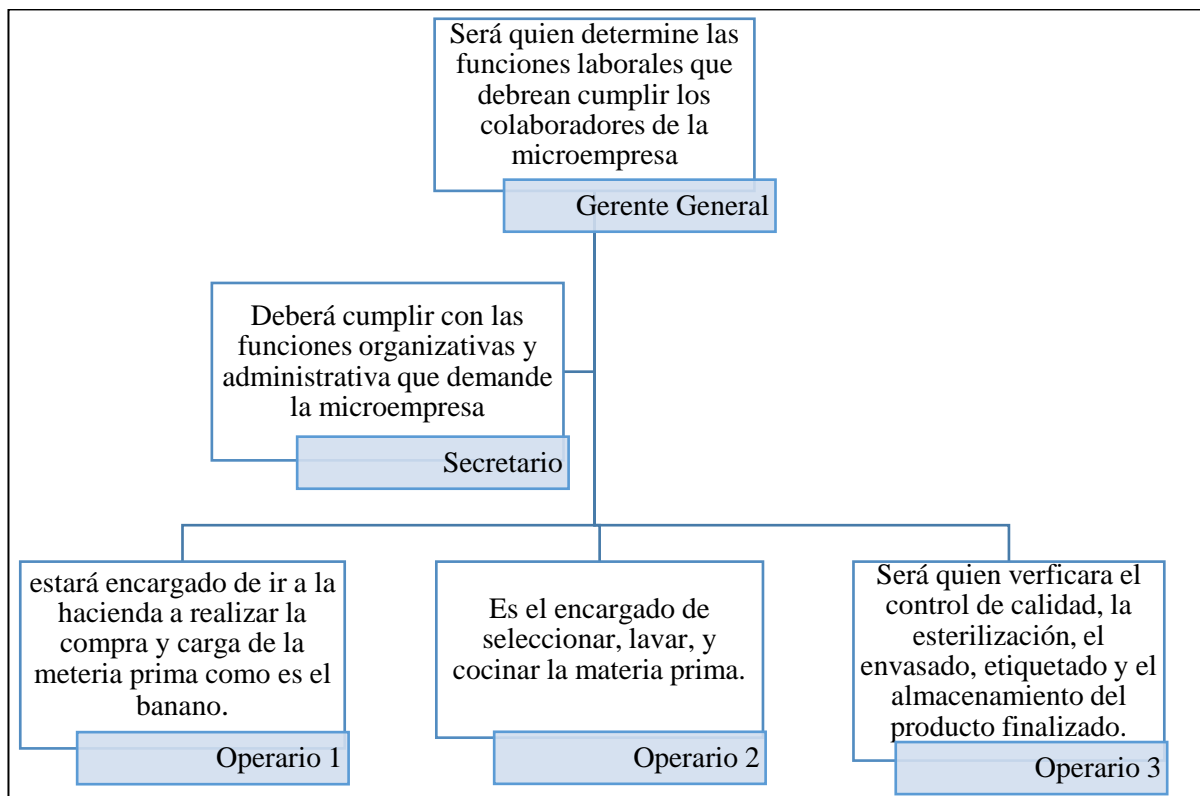 Será quien determine las
funciones laborales que
debrean cumplir los
colaboradores de la
microempresa
Gerente General
Deberá cumplir con las
funciones organizativas y
administrativa que demande
la microempresa
Secretario
estará encargado de ir a la
hacienda a realizar la
compra y carga de la
meteria prima como es el
banano.
Operario 1
Es el encargado de
seleccionar, lavar, y
cocinar la materia prima.
Operario 2
Será quien verficara el
control de calidad, la
esterilización, el
envasado, etiquetado y el
almacenamiento del
producto finalizado.
Operario 3